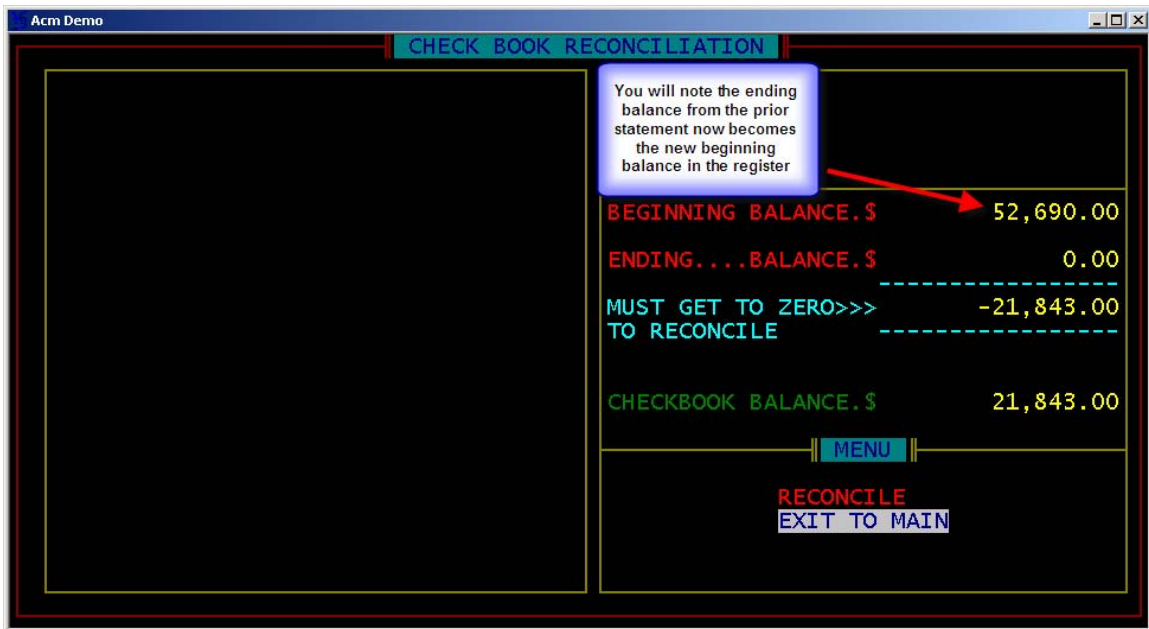 Acm Demo
CHECK BOOK RECONCILIATION
You will note the ending
balance from the prior
statement now becomes
the new beginning
balance in the register
BEGINNING BALANCE.$ 52,690.00
ENDING....BALANCE.$ 0.00
-----------------
MUST GET TO ZERO>>> -21,843.00
TO RECONCILE -----------------
CHECKBOOK BALANCE.$ 21,843.00
MENU
RECONCILE
EXIT TO MAIN